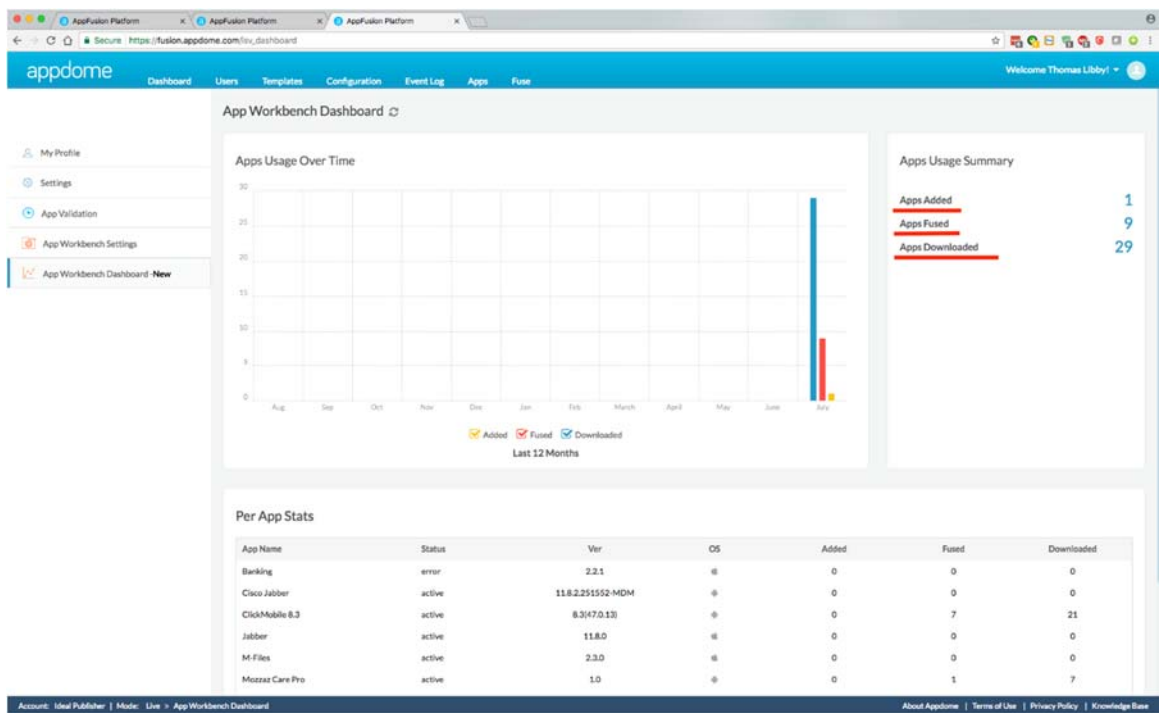 AppFusion Platform
AppFusion Platform
AppFusion Platform
Secure https://fusion.appdome.com/isv_dashboard
appdome
Dashboard Users Templates Configuration Event Log Apps Fuse
Welcome Thomas Libby!
My Profile
Settings
App Validation
App Workbench Settings
App Workbench Dashboard -New
App Workbench Dashboard
Apps Usage Over Time
30
25
20
15
10
5
0
Aug Sep Oct Nov Dec Jan Feb March April May June July
Added Fused Downloaded
Last 12 Months
Apps Usage Summary
Apps Added 1
Apps Fused 9
Apps Downloaded 29
Per App Stats
App Name Status Ver OS Added Fused Downloaded
Banking error 2.2.1 0 0 0
Cisco Jabber active 11.8.2.251552-MDM 0 0 0
ClickMobile 8.3 active 8.3(47.0.13) 0 7 21
Jabber active 11.8.0 0 0 0
M-Files active 2.3.0 0 0 0
Mozzaz Care Pro active 1.0 0 1 7
Account: Ideal Publisher | Mode: Live > App Workbench Dashboard
About Appdome | Terms of Use | Privacy Policy | Knowledge Base